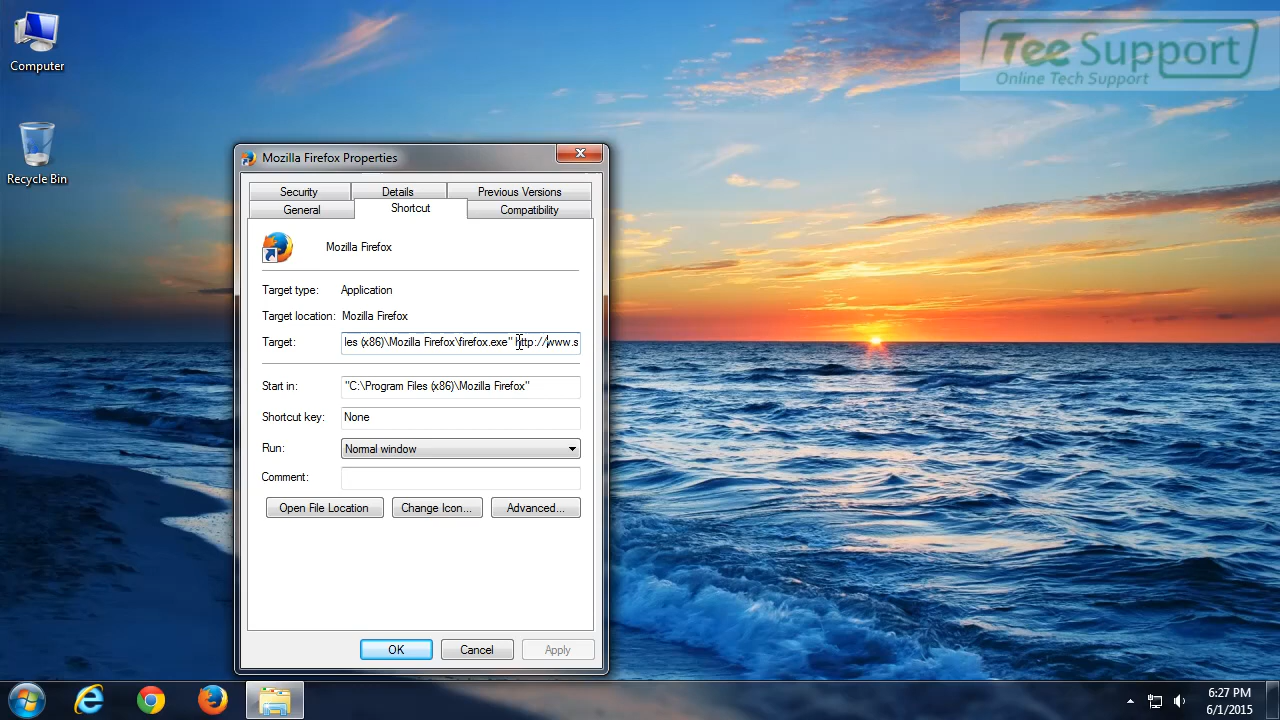 Computer
Recycle Bin
Tee Support
Online Tech Support
Mozilla Firefox Properties
Security Details Previous Versions
General Shortcut Compatibility
Mozilla Firefox
Target type: Application
Target location: Mozilla Firefox
Target: les (x86)\Mozilla Firefox\firefox.exe" http://www.s
Start in: "C:\Program Files (x86)\Mozilla Firefox"
Shortcut key: None
Run: Normal window
Comment:
Open File Location Change Icon... Advanced...
OK Cancel Apply
6:27 PM
6/1/2015